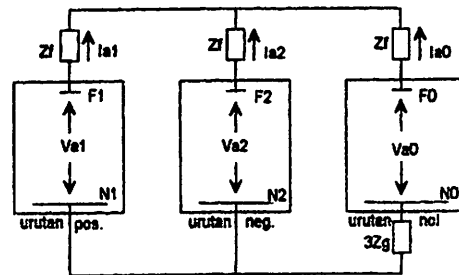 Zf Ia1 Zf Ia2 Zf Ia0
F1 F2 F0
Va1 Va2 Va0
N1 N2 N0
urutan pos. urutan neg. urutan nol
3Zg